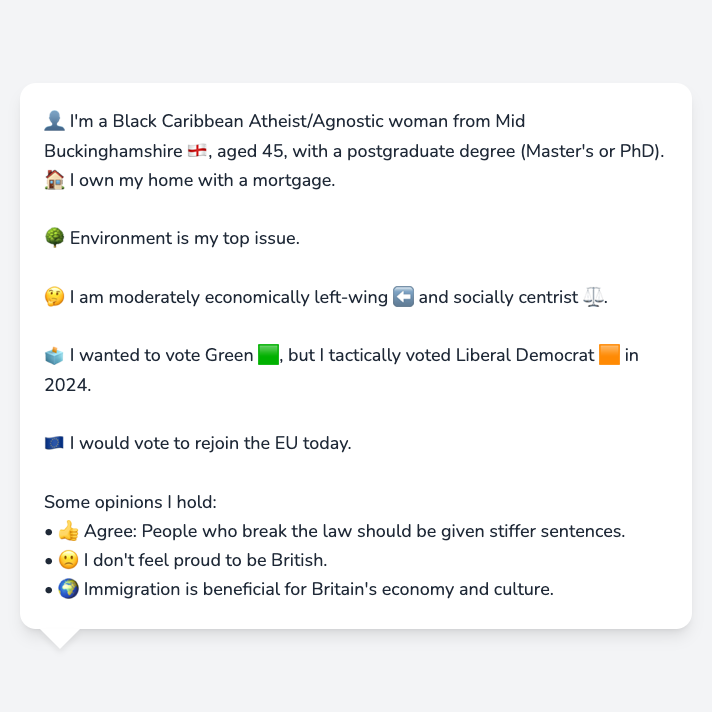 👤 I'm a Black Caribbean Atheist/Agnostic woman from Mid
Buckinghamshire 🏴󠁧󠁢󠁥󠁮󠁧󠁿, aged 45, with a postgraduate degree (Master's or PhD).
🏠 I own my home with a mortgage.
🌳 Environment is my top issue.
🤔 I am moderately economically left-wing ⬅️ and socially centrist ⚖️.
🗳️ I wanted to vote Green 🟩, but I tactically voted Liberal Democrat 🟧 in
2024.
🇪🇺 I would vote to rejoin the EU today.
Some opinions I hold:
• 👍 Agree: People who break the law should be given stiffer sentences.
• 🙁 I don't feel proud to be British.
• 🌍 Immigration is beneficial for Britain's economy and culture.